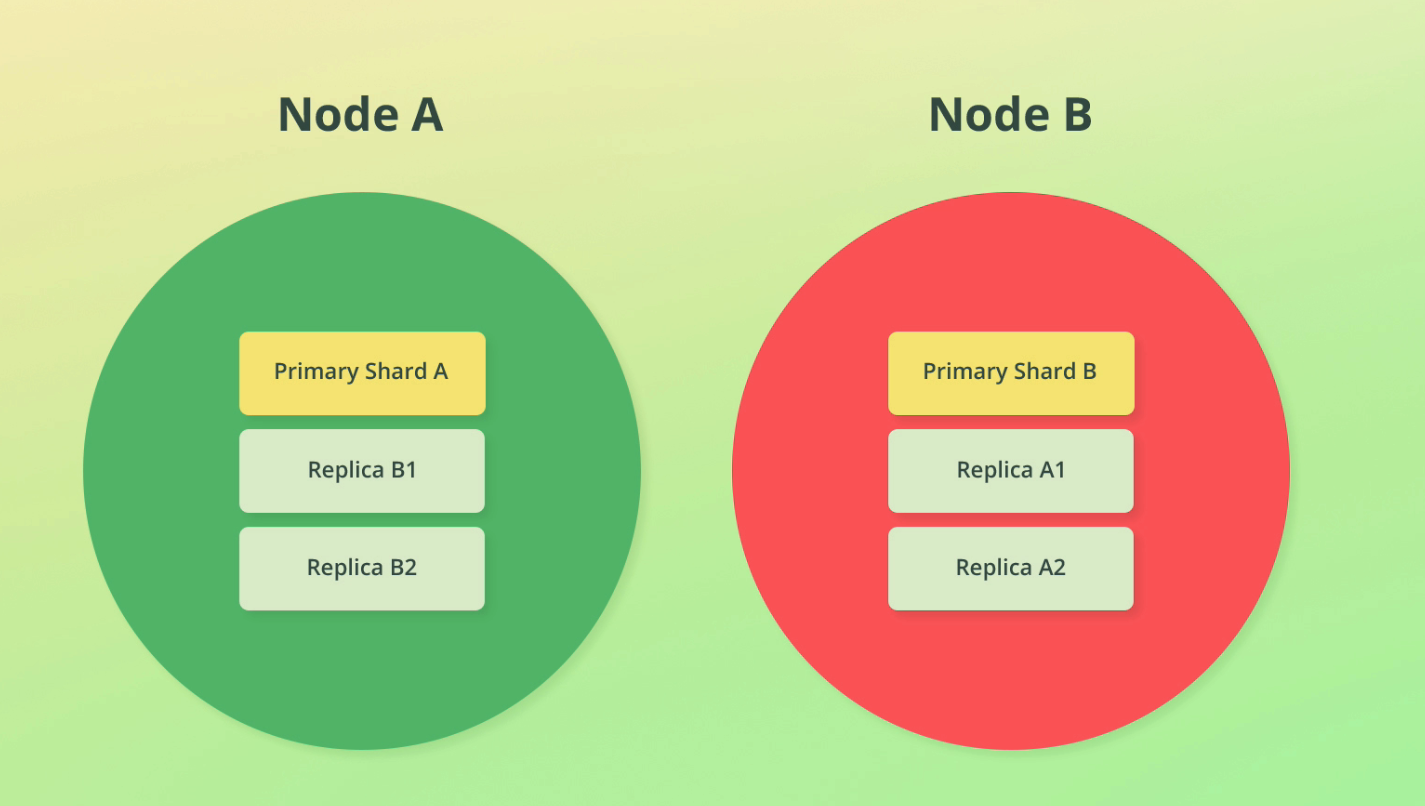 Node A
Primary Shard A
Replica B1
Replica B2
Node B
Primary Shard B
Replica A1
Replica A2